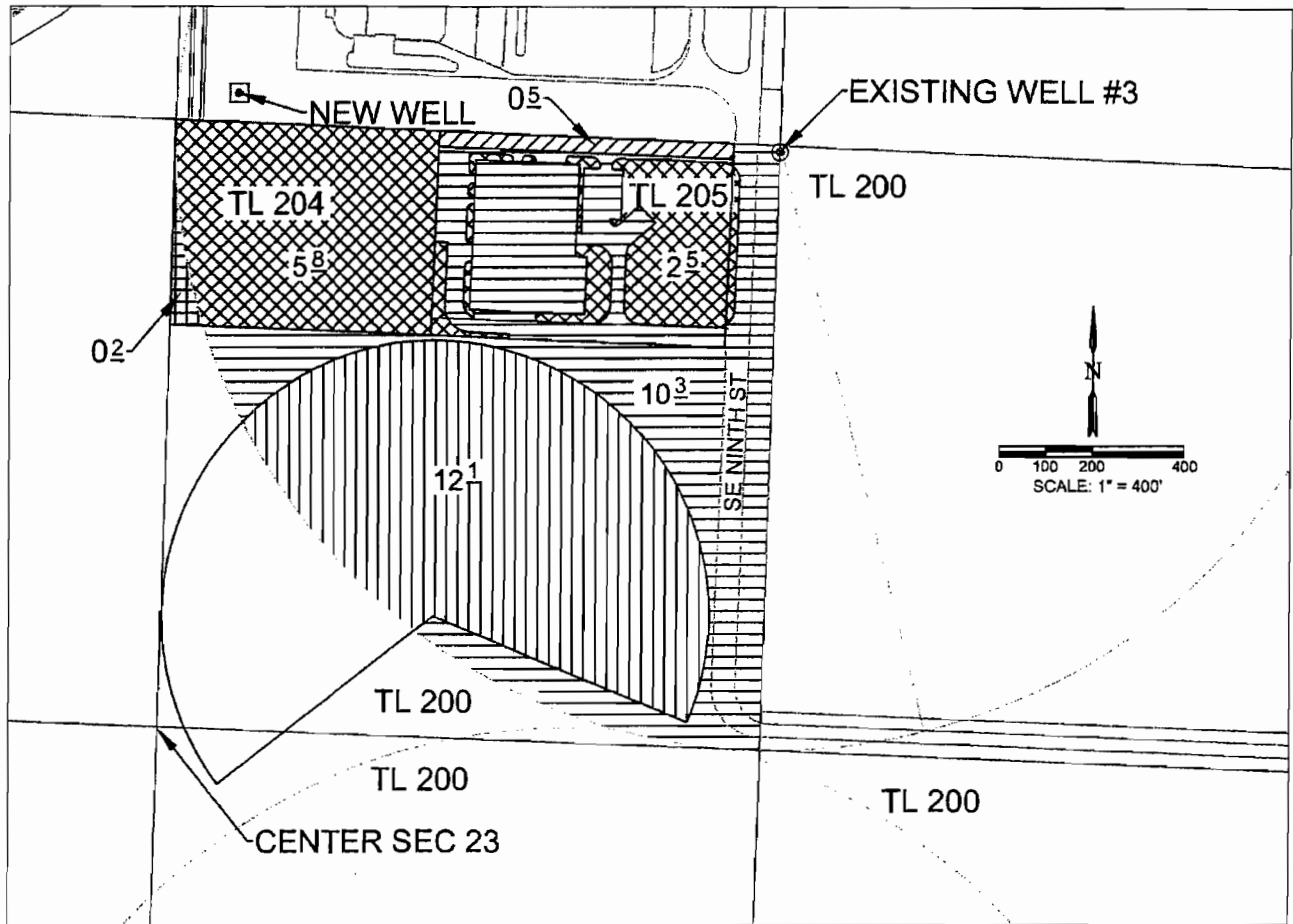 NEW WELL
0 5
EXISTING WELL #3
TL 200
TL 204
5 8
TL 205
2 5
0 2
10 3
SE NINTH ST
N
0 100 200 400
SCALE: 1" = 400'
12 1
TL 200
TL 200
TL 200
CENTER SEC 23